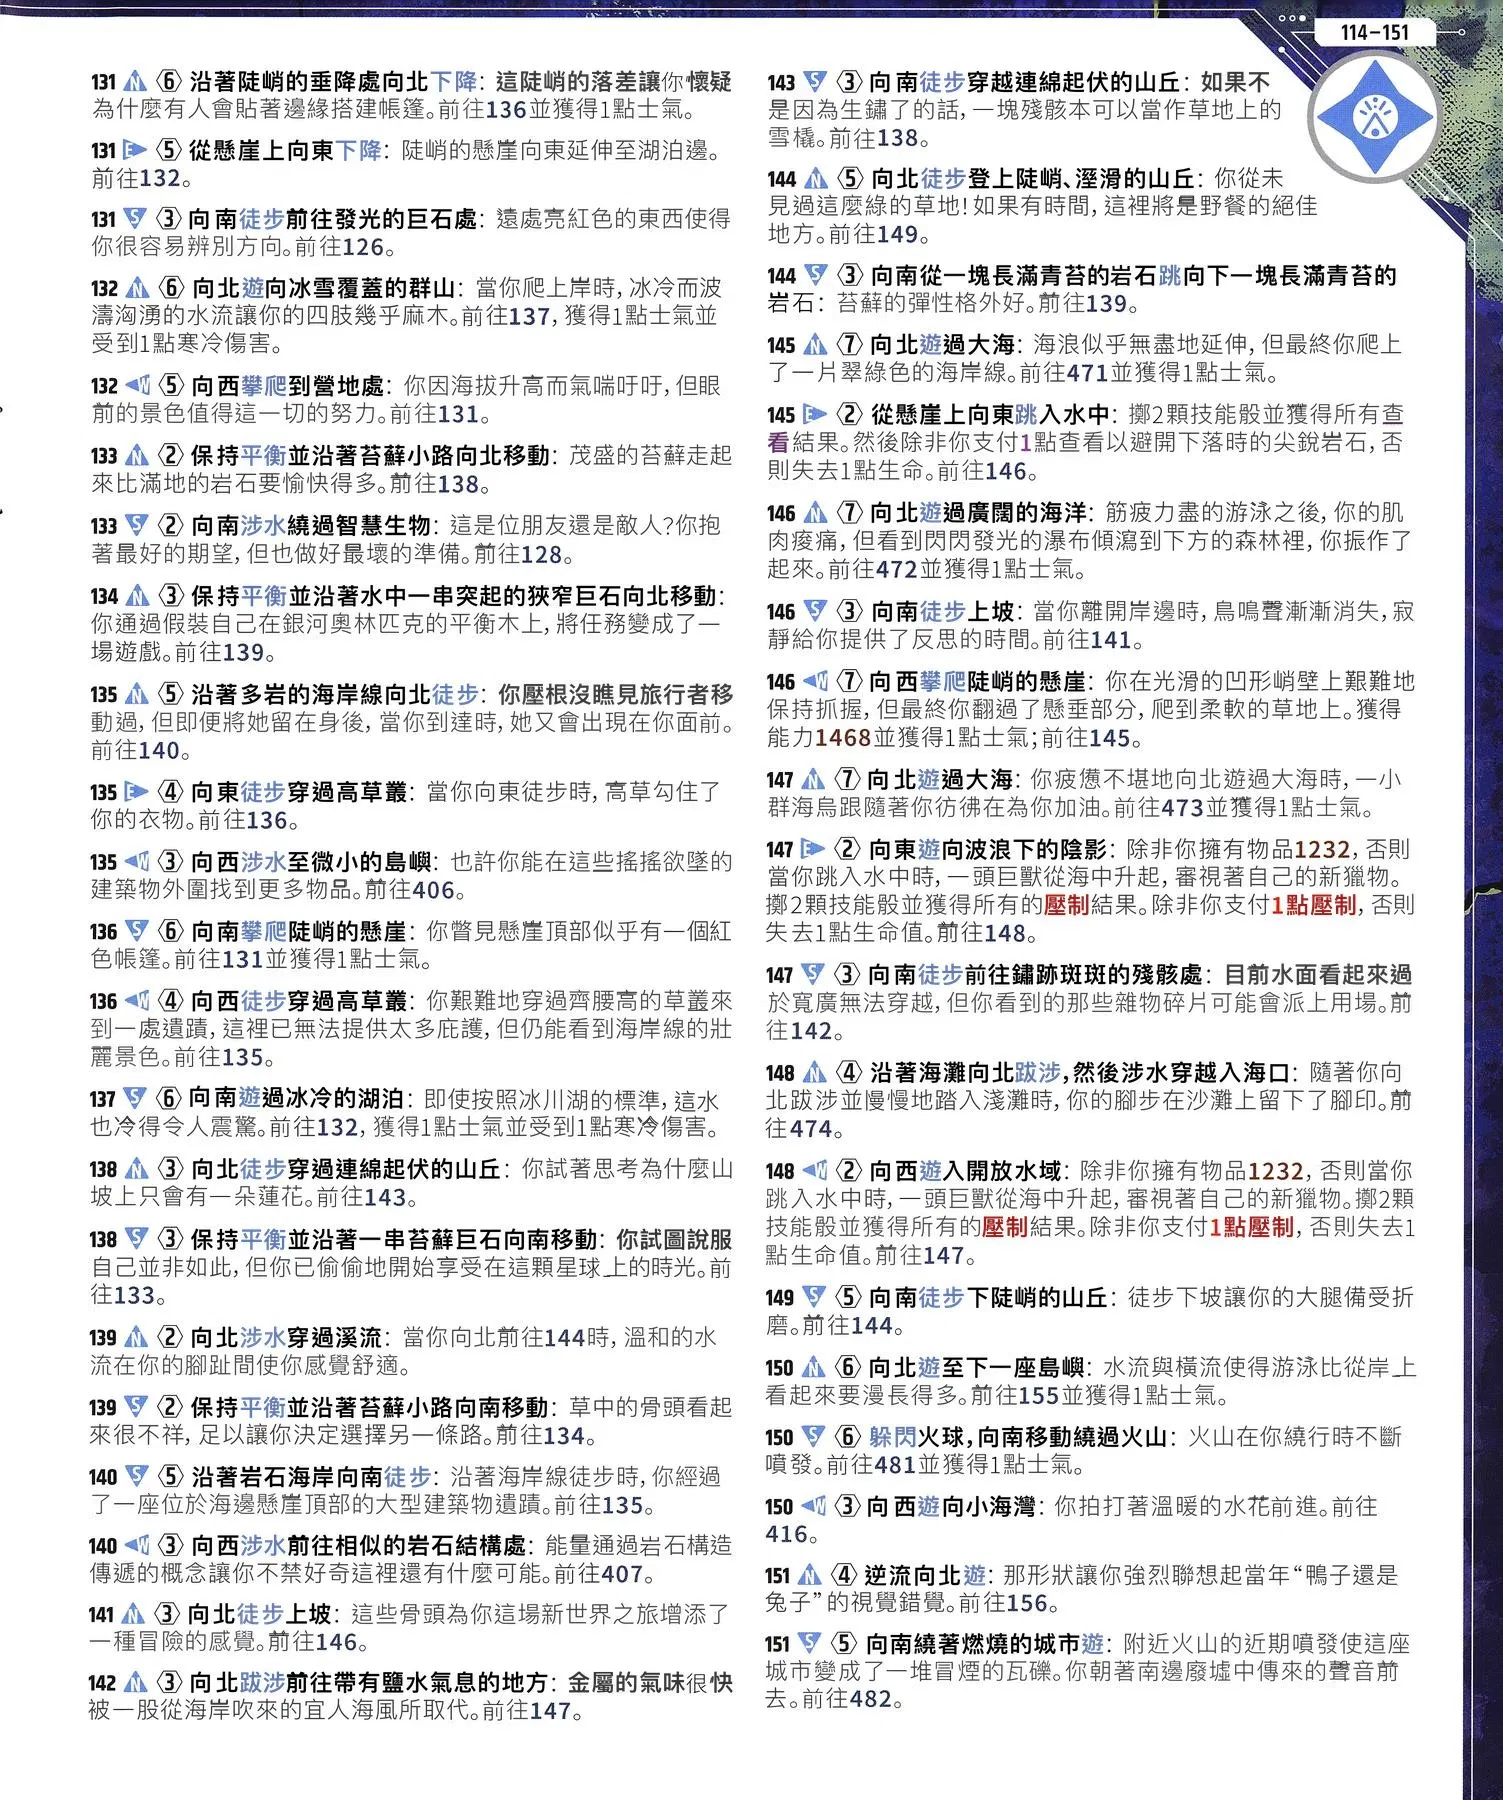 114–151
131 N 6 沿著陡峭的垂降處向北下降：這陡峭的落差讓你懷疑
為什麼有人會貼著邊緣搭建帳篷。前往136並獲得1點士氣。
131 E 5 從懸崖上向東下降：陡峭的懸崖向東延伸至湖泊邊。
前往132。
131 S 3 向南徒步前往發光的巨石處：遠處亮紅色的東西使得
你很容易辨別方向。前往126。
132 N 6 向北遊向冰雪覆蓋的群山：當你爬上岸時，冰冷而波
濤洶湧的水流讓你的四肢幾乎麻木。前往137，獲得1點士氣並
受到1點寒冷傷害。
132 W 5 向西攀爬到營地處：你因海拔升高而氣喘吁吁，但眼
前的景色值得這一切的努力。前往131。
133 N 2 保持平衡並沿著苔蘚小路向北移動：茂盛的苔蘚走起
來比滿地的岩石要愉快得多。前往138。
133 S 2 向南涉水繞過智慧生物：這是位朋友還是敵人？你抱
著最好的期望，但也做好最壞的準備。前往128。
134 N 3 保持平衡並沿著水中一串突起的狹窄巨石向北移動：
你通過假裝自己在銀河奧林匹克的平衡木上，將任務變成了一
場遊戲。前往139。
135 N 5 沿著多岩的海岸線向北徒步：你壓根沒瞧見旅行者移
動過，但即便將她留在身後，當你到達時，她又會出現在你面前。
前往140。
135 E 4 向東徒步穿過高草叢：當你向東徒步時，高草勾住了
你的衣物。前往136。
135 W 3 向西涉水至微小的島嶼：也許你能在這些搖搖欲墜的
建築物外圍找到更多物品。前往406。
136 S 6 向南攀爬陡峭的懸崖：你瞥見懸崖頂部似乎有一個紅
色帳篷。前往131並獲得1點士氣。
136 W 4 向西徒步穿過高草叢：你艱難地穿過齊腰高的草叢來
到一處遺蹟，這裡已無法提供太多庇護，但仍能看到海岸線的壯
麗景色。前往135。
137 S 6 向南遊過冰冷的湖泊：即使按照冰川湖的標準，這水
也冷得令人震驚。前往132，獲得1點士氣並受到1點寒冷傷害。
138 N 3 向北徒步穿過連綿起伏的山丘：你試著思考為什麼山
坡上只會有一朵蓮花。前往143。
138 S 3 保持平衡並沿著一串苔蘚巨石向南移動：你試圖說服
自己並非如此，但你已偷偷地開始享受在這顆星球上的時光。前
往133。
139 N 2 向北涉水穿過溪流：當你向北前往144時，溫和的水
流在你的腳趾間使你感覺舒適。
139 S 2 保持平衡並沿著苔蘚小路向南移動：草中的骨頭看起
來很不祥，足以讓你決定選擇另一條路。前往134。
140 S 5 沿著岩石海岸向南徒步：沿著海岸線徒步時，你經過
了一座位於海邊懸崖頂部的大型建築物遺蹟。前往135。
140 W 3 向西涉水前往相似的岩石結構處：能量通過岩石構造
傳遞的概念讓你不禁好奇這裡還有什麼可能。前往407。
141 N 3 向北徒步上坡：這些骨頭為你這場新世界之旅增添了
一種冒險的感覺。前往146。
142 N 3 向北跋涉前往帶有鹽水氣息的地方：金屬的氣味很快
被一股從海岸吹來的宜人海風所取代。前往147。
143 S 3 向南徒步穿越連綿起伏的山丘：如果不
是因為生鏽了的話，一塊殘骸本可以當作草地上的
雪橇。前往138。
144 N 5 向北徒步登上陡峭、溼滑的山丘：你從未
見過這麼綠的草地！如果有時間，這裡將是野餐的絕佳
地方。前往149。
144 S 3 向南從一塊長滿青苔的岩石跳向下一塊長滿青苔的
岩石：苔蘚的彈性格外好。前往139。
145 N 7 向北遊過大海：海浪似乎無盡地延伸，但最終你爬上
了一片翠綠色的海岸線。前往471並獲得1點士氣。
145 E 2 從懸崖上向東跳入水中：擲2顆技能骰並獲得所有查
看結果。然後除非你支付1點查看以避開下落時的尖銳岩石，否
則失去1點生命。前往146。
146 N 7 向北遊過廣闊的海洋：筋疲力盡的游泳之後，你的肌
肉痠痛，但看到閃閃發光的瀑布傾瀉到下方的森林裡，你振作了
起來。前往472並獲得1點士氣。
146 S 3 向南徒步上坡：當你離開岸邊時，鳥鳴聲漸漸消失，寂
靜給你提供了反思的時間。前往141。
146 W 7 向西攀爬陡峭的懸崖：你在光滑的凹形峭壁上艱難地
保持抓握，但最終你翻過了懸垂部分，爬到柔軟的草地上。獲得
能力1468並獲得1點士氣；前往145。
147 N 7 向北遊過大海：你疲憊不堪地向北遊過大海時，一小
群海鳥跟隨著你彷彿在為你加油。前往473並獲得1點士氣。
147 E 2 向東遊向波浪下的陰影：除非你擁有物品1232，否則
當你跳入水中時，一頭巨獸從海中升起，審視著自己的新獵物。
擲2顆技能骰並獲得所有的壓制結果。除非你支付1點壓制，否則
失去1點生命值。前往148。
147 S 3 向南徒步前往鏽跡斑斑的殘骸處：目前水面看起來過
於寬廣無法穿越，但你看到的那些雜物碎片可能會派上用場。前
往142。
148 N 4 沿著海灘向北跋涉，然後涉水穿越入海口：隨著你向
北跋涉並慢慢地踏入淺灘時，你的腳步在沙灘上留下了腳印。前
往474。
148 W 2 向西遊入開放水域：除非你擁有物品1232，否則當你
跳入水中時，一頭巨獸從海中升起，審視著自己的新獵物。擲2顆
技能骰並獲得所有的壓制結果。除非你支付1點壓制，否則失去1
點生命值。前往147。
149 S 5 向南徒步下陡峭的山丘：徒步下坡讓你的大腿備受折
磨。前往144。
150 N 6 向北遊至下一座島嶼：水流與橫流使得游泳比從岸上
看起來要漫長得多。前往155並獲得1點士氣。
150 S 6 躲閃火球，向南移動繞過火山：火山在你繞行時不斷
噴發。前往481並獲得1點士氣。
150 W 3 向西遊向小海灣：你拍打著溫暖的水花前進。前往
416。
151 N 4 逆流向北遊：那形狀讓你強烈聯想起當年“鴨子還是
兔子”的視覺錯覺。前往156。
151 S 5 向南繞著燃燒的城市遊：附近火山的近期噴發使這座
城市變成了一堆冒煙的瓦礫。你朝著南邊廢墟中傳來的聲音前
去。前往482。